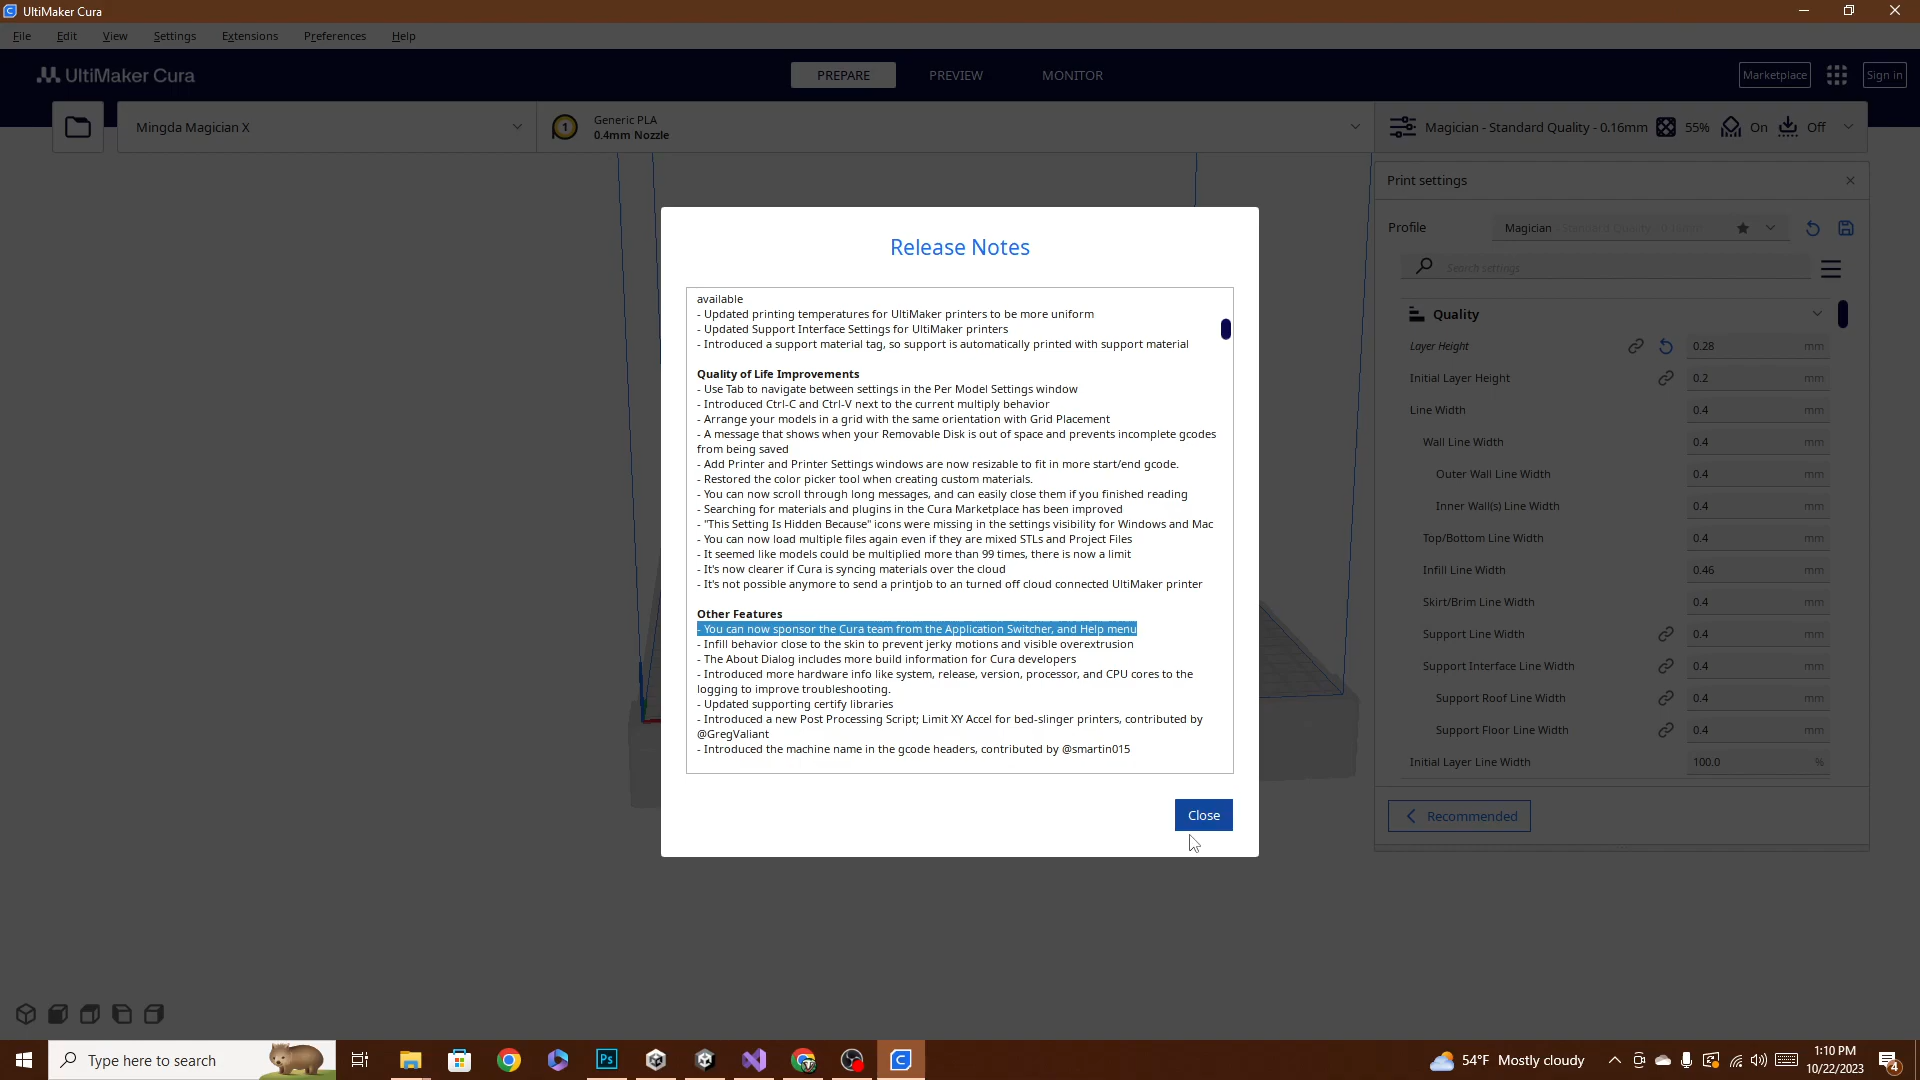 UltiMaker Cura
File Edit View Settings Extensions Preferences Help
UltiMaker Cura
PREPARE PREVIEW MONITOR
Marketplace
Sign in
Mingda Magician X
1
Generic PLA
0.4mm Nozzle
Magician - Standard Quality - 0.16mm 55% On Off
Print settings
Profile
Magician - Standard Quality - 0.16mm
Search settings
Quality
Layer Height 0.28 mm
Initial Layer Height 0.2 mm
Line Width 0.4 mm
Wall Line Width 0.4 mm
Outer Wall Line Width 0.4 mm
Inner Wall(s) Line Width 0.4 mm
Top/Bottom Line Width 0.4 mm
Infill Line Width 0.46 mm
Skirt/Brim Line Width 0.4 mm
Support Line Width 0.4 mm
Support Interface Line Width 0.4 mm
Support Roof Line Width 0.4 mm
Support Floor Line Width 0.4 mm
Initial Layer Line Width 100.0 %
Recommended
Release Notes
available
- Updated printing temperatures for UltiMaker printers to be more uniform
- Updated Support Interface Settings for UltiMaker printers
- Introduced a support material tag, so support is automatically printed with support material
Quality of Life Improvements
- Use Tab to navigate between settings in the Per Model Settings window
- Introduced Ctrl-C and Ctrl-V next to the current multiply behavior
- Arrange your models in a grid with the same orientation with Grid Placement
- A message that shows when your Removable Disk is out of space and prevents incomplete gcodes
from being saved
- Add Printer and Printer Settings windows are now resizable to fit in more start/end gcode.
- Restored the color picker tool when creating custom materials.
- You can now scroll through long messages, and can easily close them if you finished reading
- Searching for materials and plugins in the Cura Marketplace has been improved
- "This Setting Is Hidden Because" icons were missing in the settings visibility for Windows and Mac
- You can now load multiple files again even if they are mixed STLs and Project Files
- It seemed like models could be multiplied more than 99 times, there is now a limit
- It's now clearer if Cura is syncing materials over the cloud
- It's not possible anymore to send a printjob to an turned off cloud connected UltiMaker printer
Other Features
- You can now sponsor the Cura team from the Application Switcher, and Help menu
- Infill behavior close to the skin to prevent jerky motions and visible overextrusion
- The About Dialog includes more build information for Cura developers
- Introduced more hardware info like system, release, version, processor, and CPU cores to the
logging to improve troubleshooting.
- Updated supporting certify libraries
- Introduced a new Post Processing Script; Limit XY Accel for bed-slinger printers, contributed by
@GregValiant
- Introduced the machine name in the gcode headers, contributed by @smartin015
Close
Type here to search
Ps
54°F Mostly cloudy
1:10 PM
10/22/2023
4